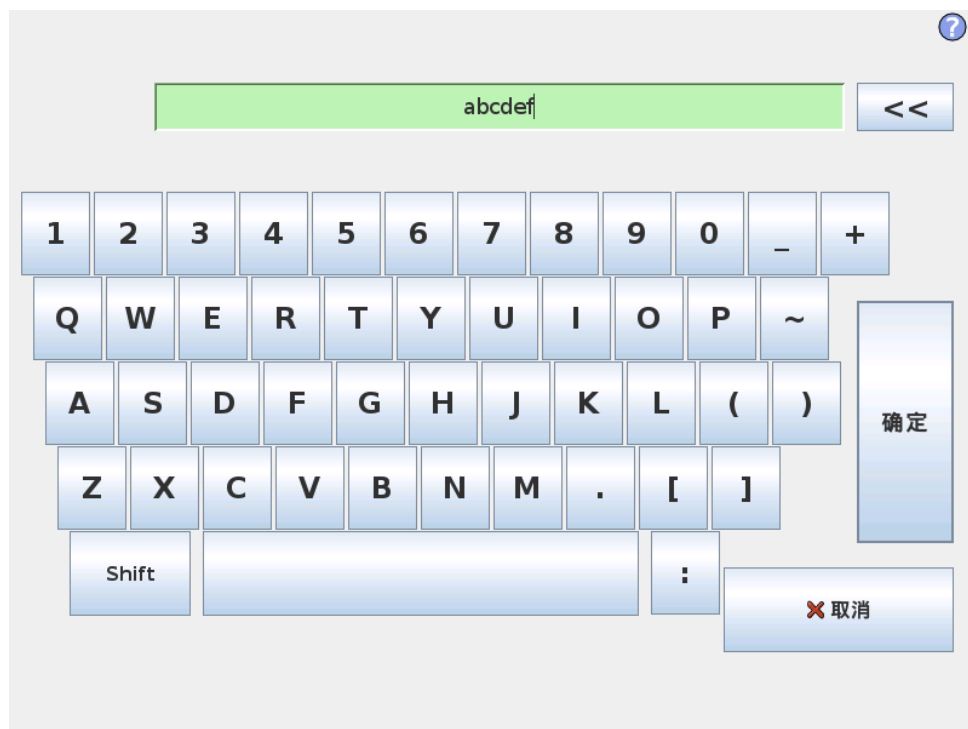 ?
abcdef <<
1 2 3 4 5 6 7 8 9 0 _ +
Q W E R T Y U I O P ~
A S D F G H J K L ( )
确定
Z X C V B N M . [ ]
Shift :
取消